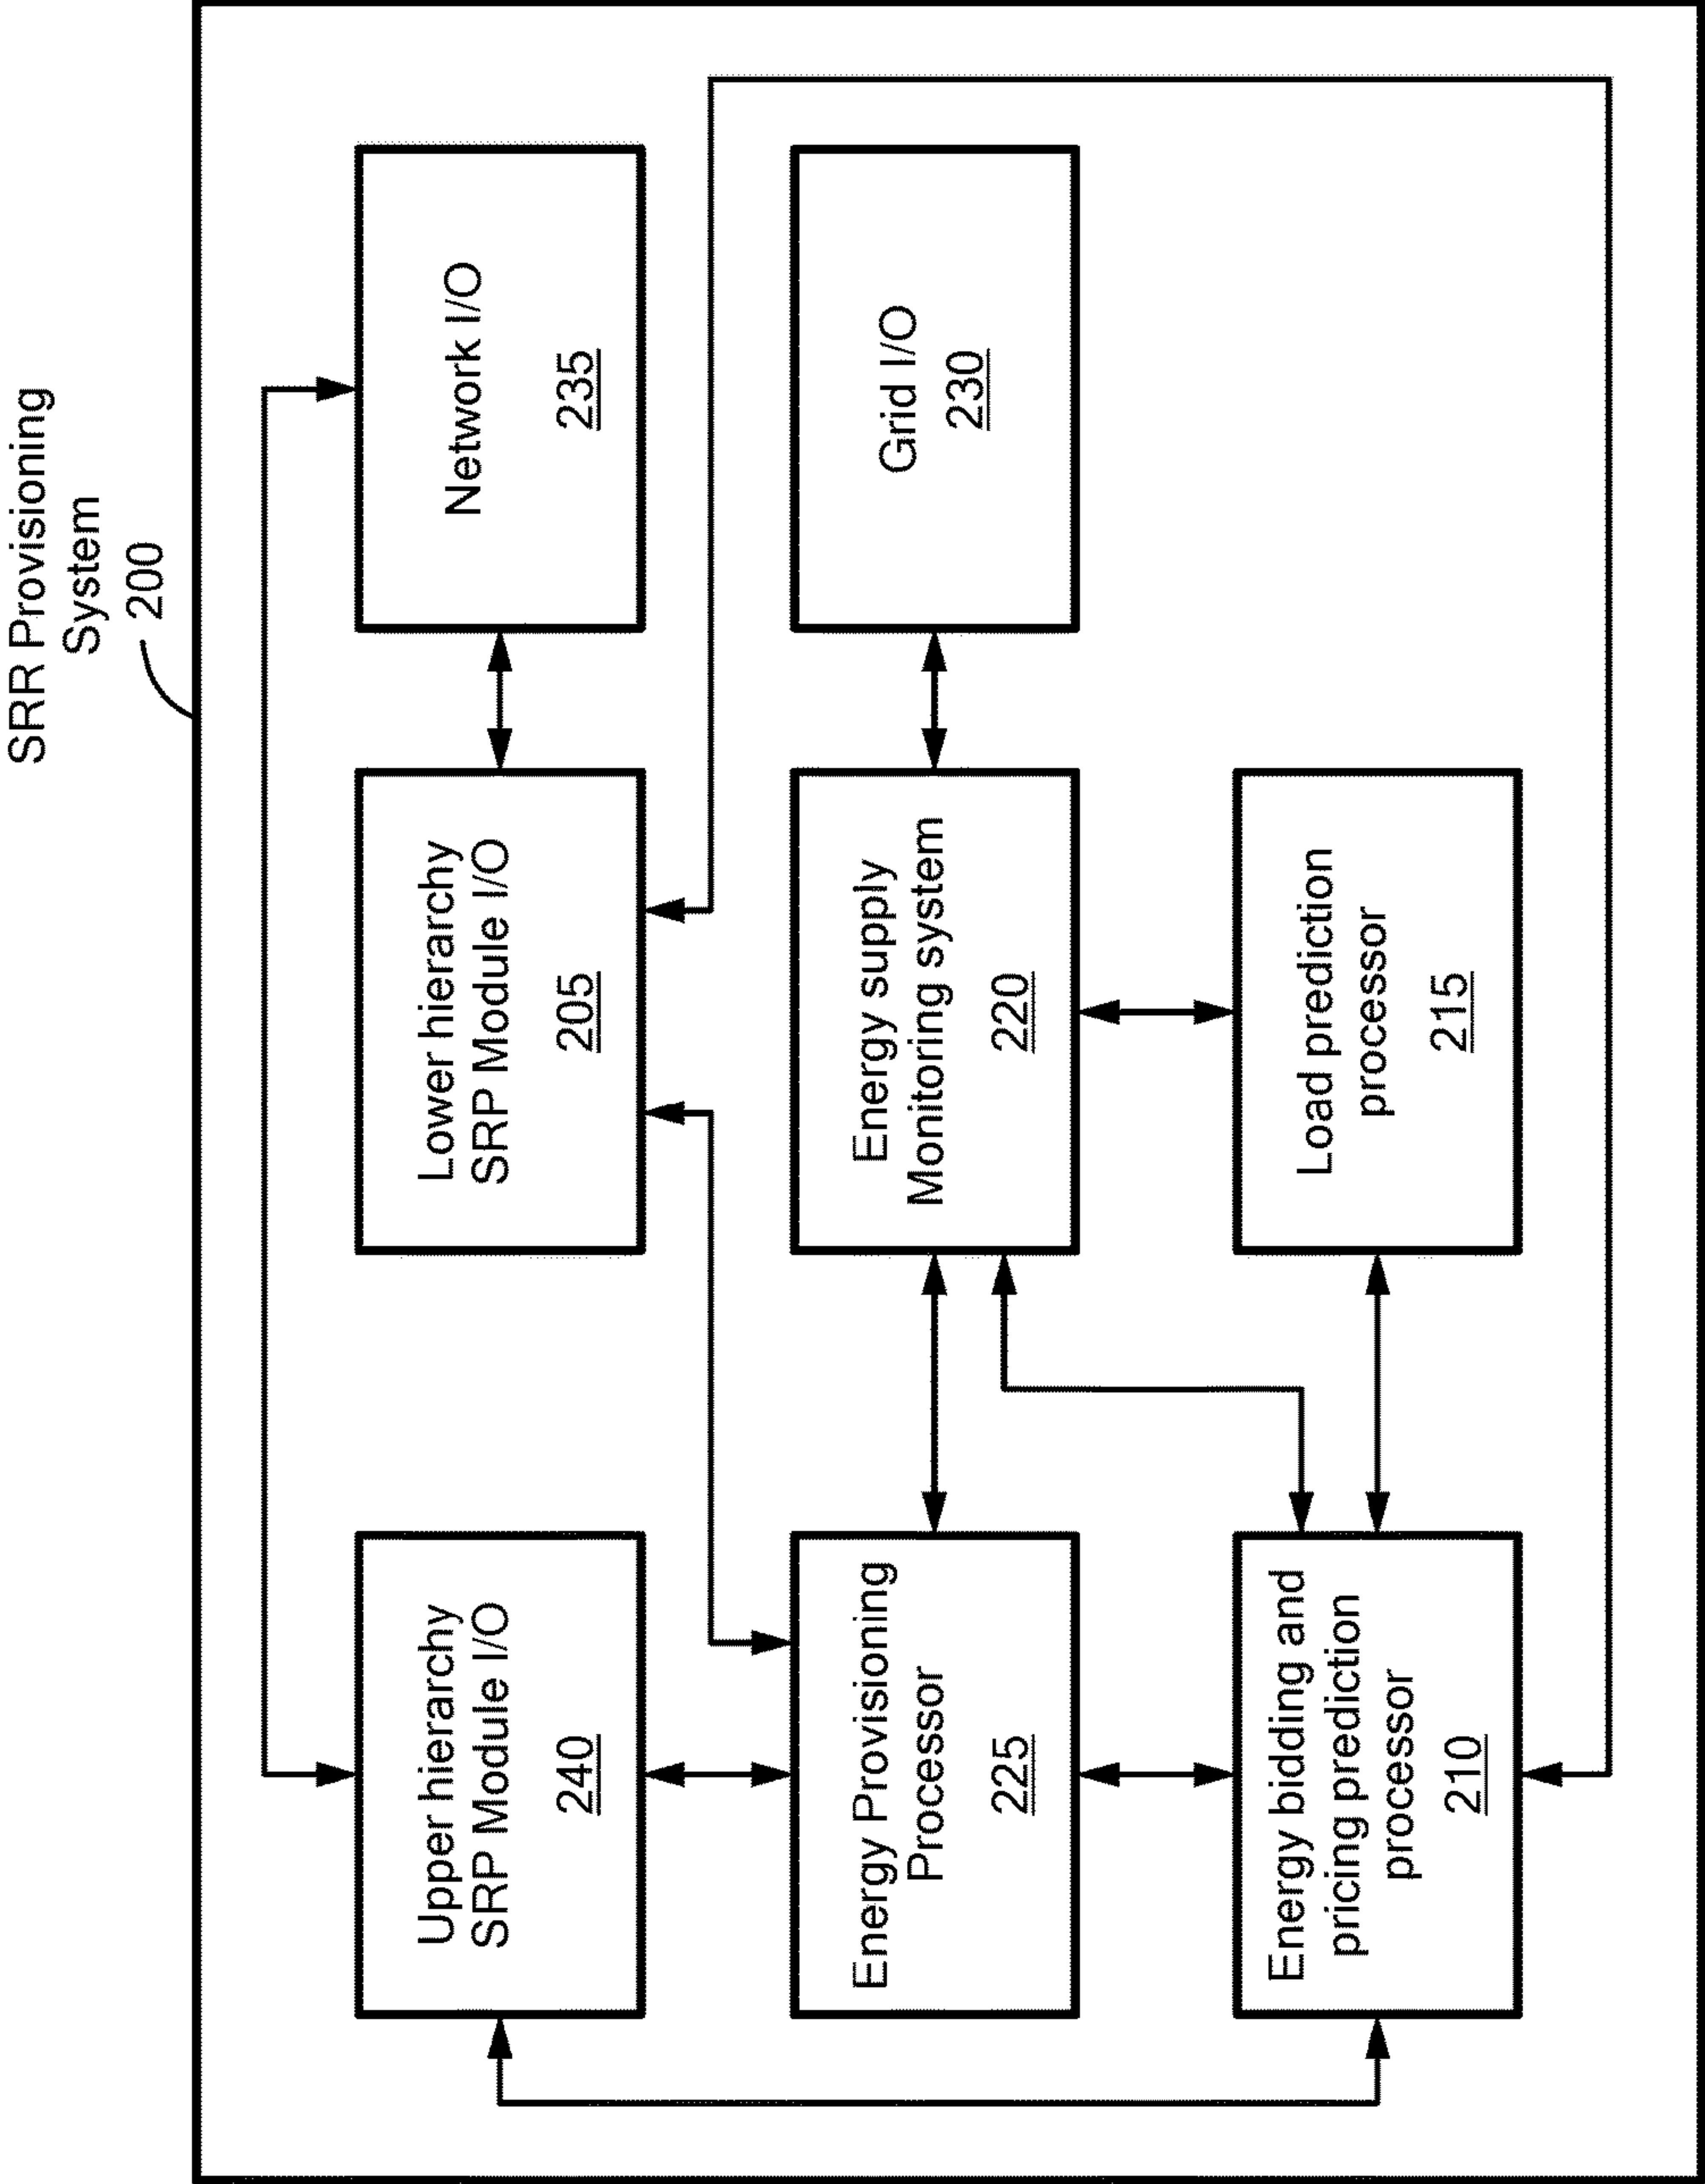 SRR Provisioning
System
200
Upper hierarchy
SRP Module I/O
240
Lower hierarchy
SRP Module I/O
205
Network I/O
235
Energy Provisioning
Processor
225
Energy supply
Monitoring system
220
Grid I/O
230
Energy bidding and
pricing prediction
processor
210
Load prediction
processor
215